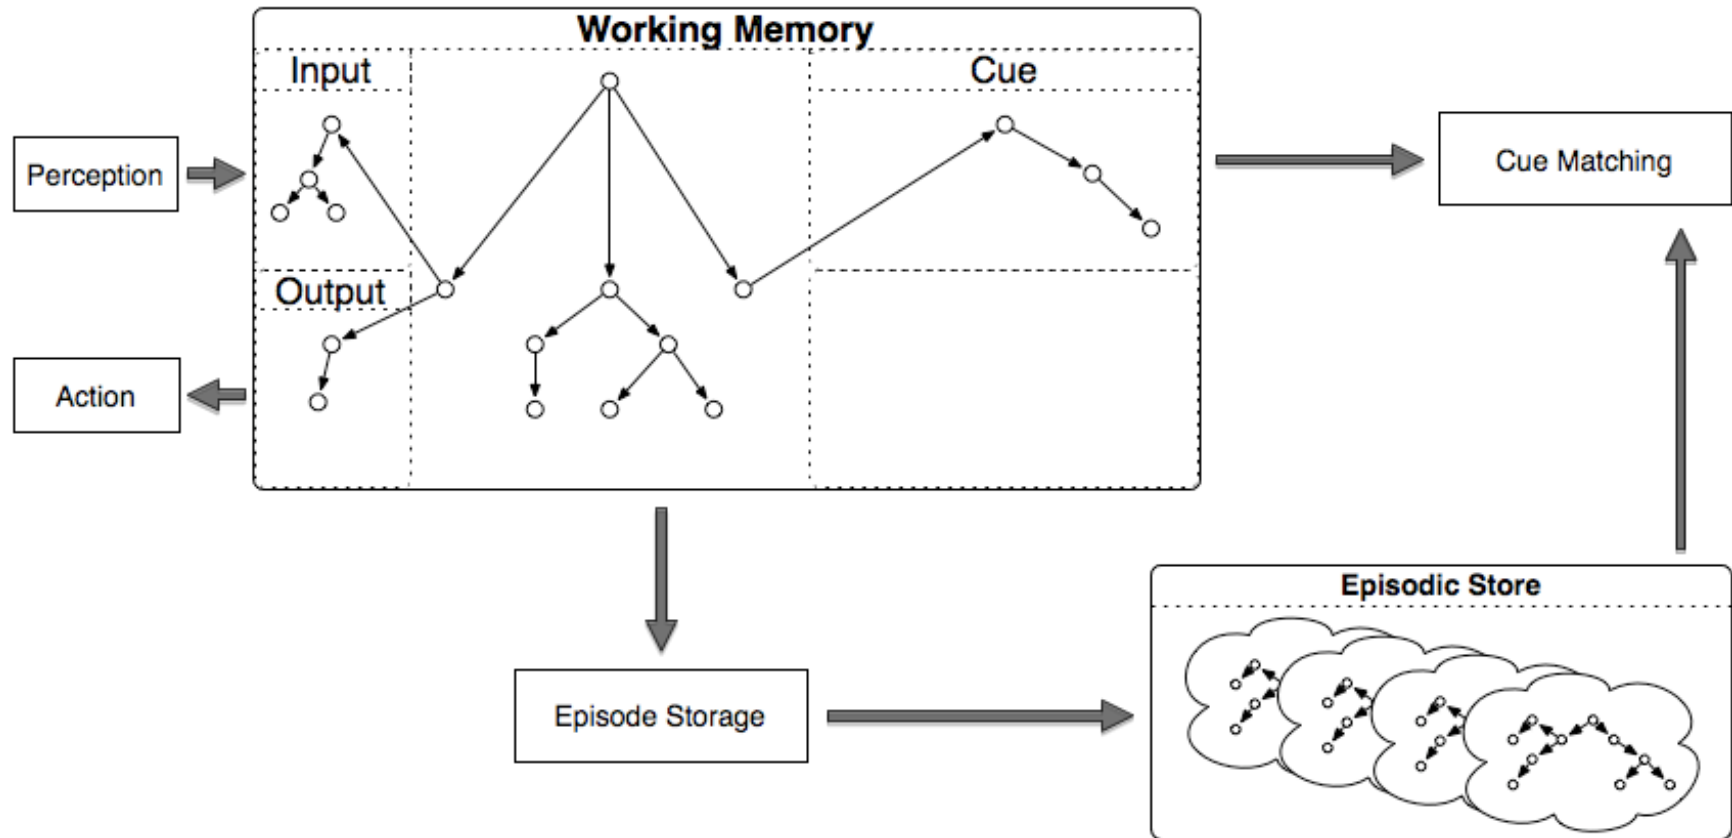 Working Memory
Input
Cue
Perception
Cue Matching
Output
Action
Episodic Store
Episode Storage